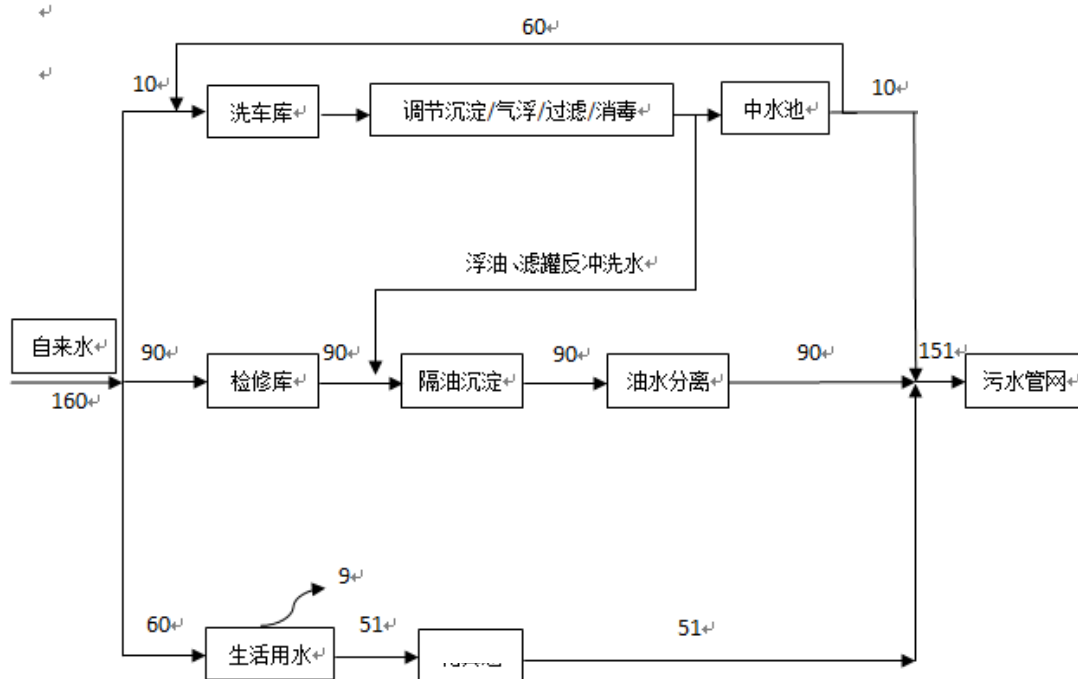 60
10
10
洗车库
调节沉淀/气浮/过滤/消毒
中水池
浮油、滤罐反冲洗水
自来水
160
90
检修库
90
隔油沉淀
90
油水分离
90
151
污水管网
9
60
生活用水
51
51